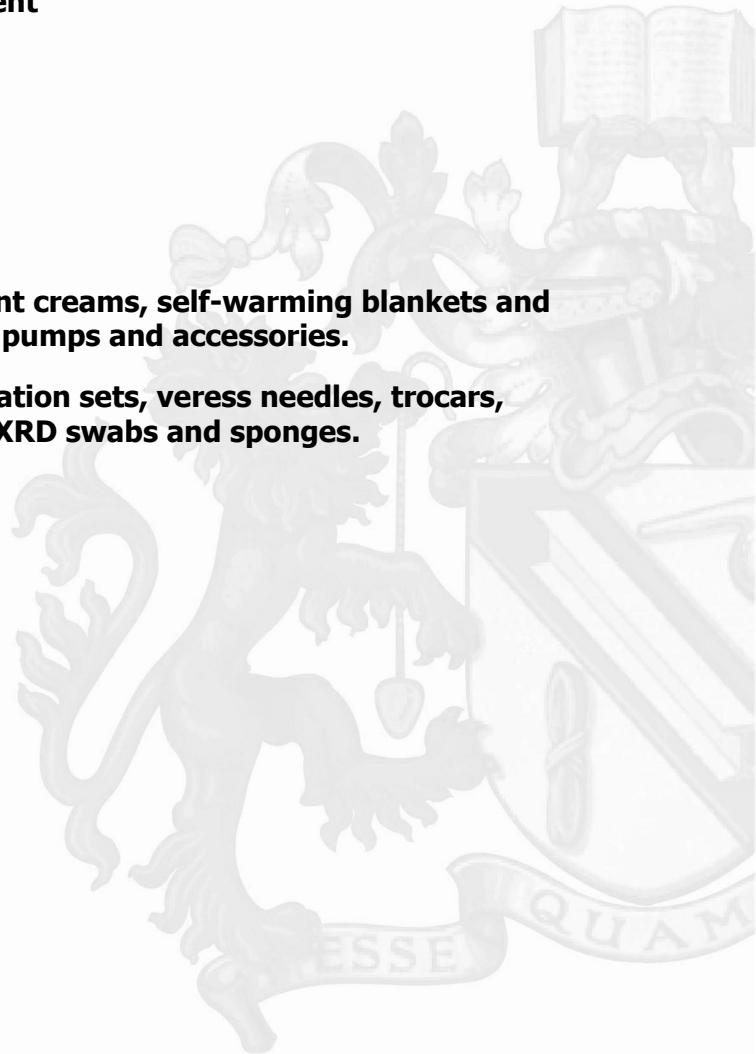 ent
nt creams, self-warming blankets and
pumps and accessories.
ation sets, veress needles, trocars,
XRD swabs and sponges.
ESSE QUAM